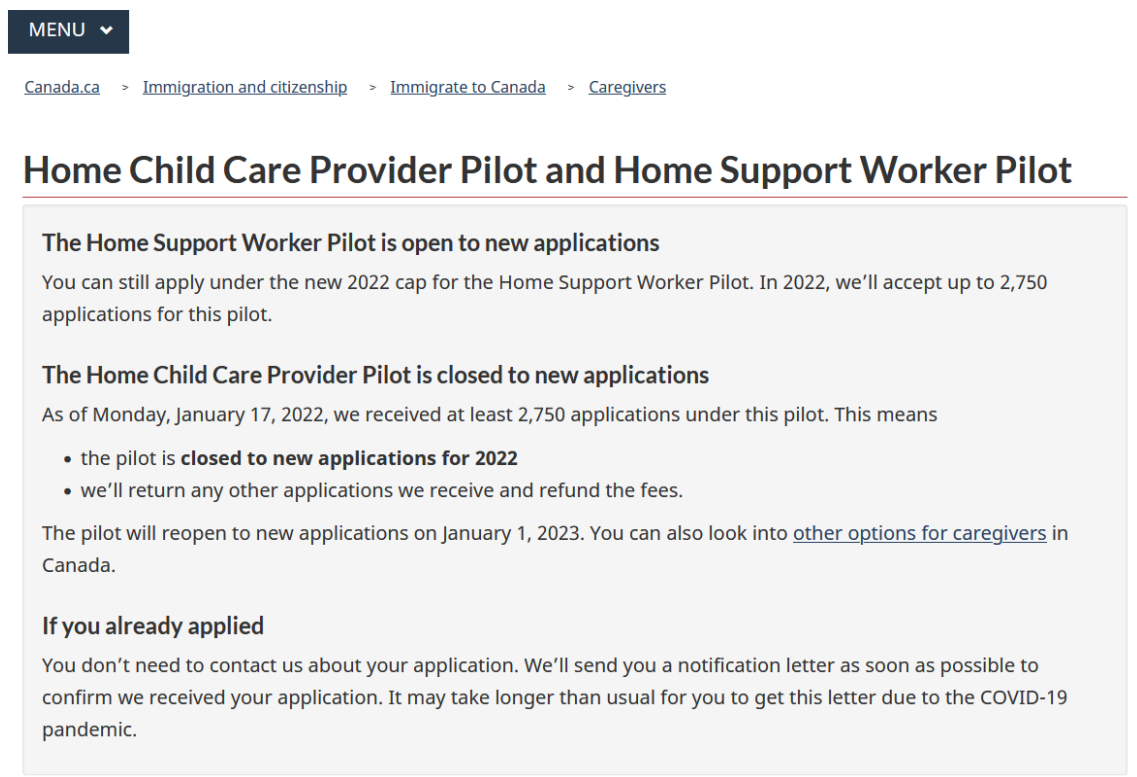 MENU
Canada.ca > Immigration and citizenship > Immigrate to Canada > Caregivers
Home Child Care Provider Pilot and Home Support Worker Pilot
The Home Support Worker Pilot is open to new applications
You can still apply under the new 2022 cap for the Home Support Worker Pilot. In 2022, we’ll accept up to 2,750
applications for this pilot.
The Home Child Care Provider Pilot is closed to new applications
As of Monday, January 17, 2022, we received at least 2,750 applications under this pilot. This means
• the pilot is closed to new applications for 2022
• we’ll return any other applications we receive and refund the fees.
The pilot will reopen to new applications on January 1, 2023. You can also look into other options for caregivers in
Canada.
If you already applied
You don’t need to contact us about your application. We’ll send you a notification letter as soon as possible to
confirm we received your application. It may take longer than usual for you to get this letter due to the COVID-19
pandemic.